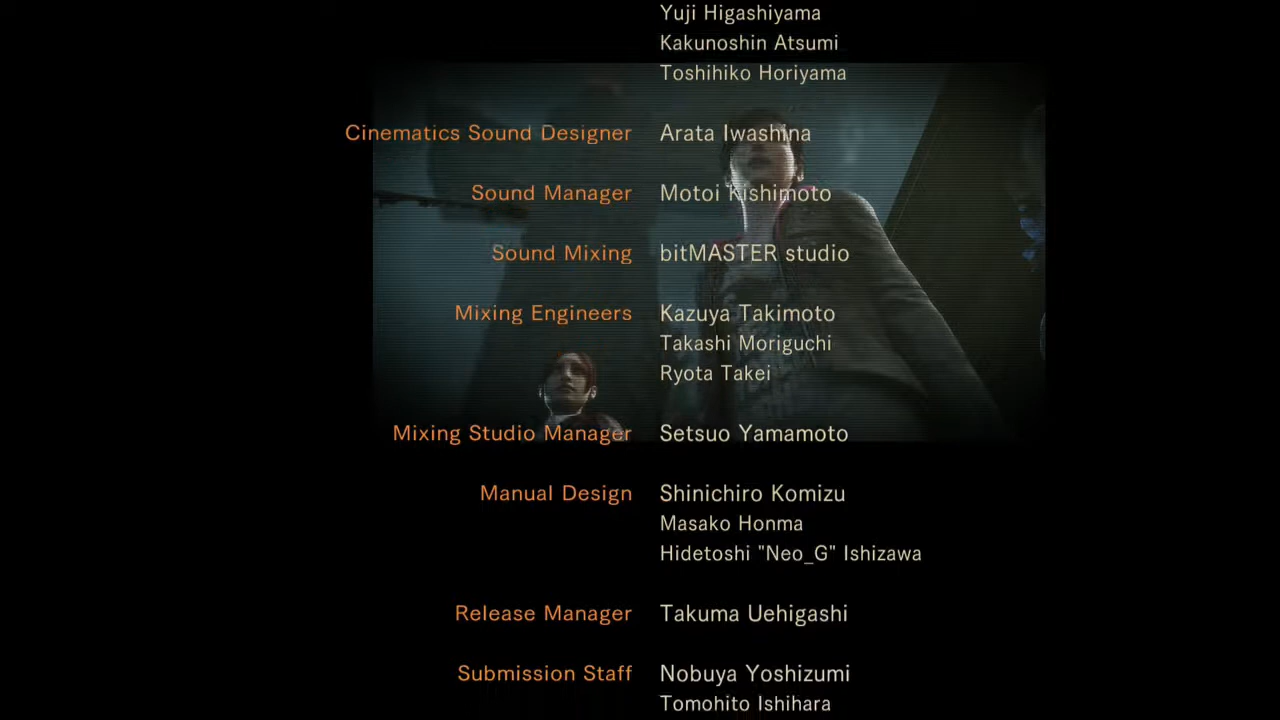 Yuji Higashiyama
Kakunoshin Atsumi
Toshihiko Horiyama
Cinematics Sound Designer Arata Iwashina
Sound Manager Motoi Kishimoto
Sound Mixing bitMASTER studio
Mixing Engineers Kazuya Takimoto
Takashi Moriguchi
Ryota Takei
Mixing Studio Manager Setsuo Yamamoto
Manual Design Shinichiro Komizu
Masako Honma
Hidetoshi "Neo_G" Ishizawa
Release Manager Takuma Uehigashi
Submission Staff Nobuya Yoshizumi
Tomohito Ishihara